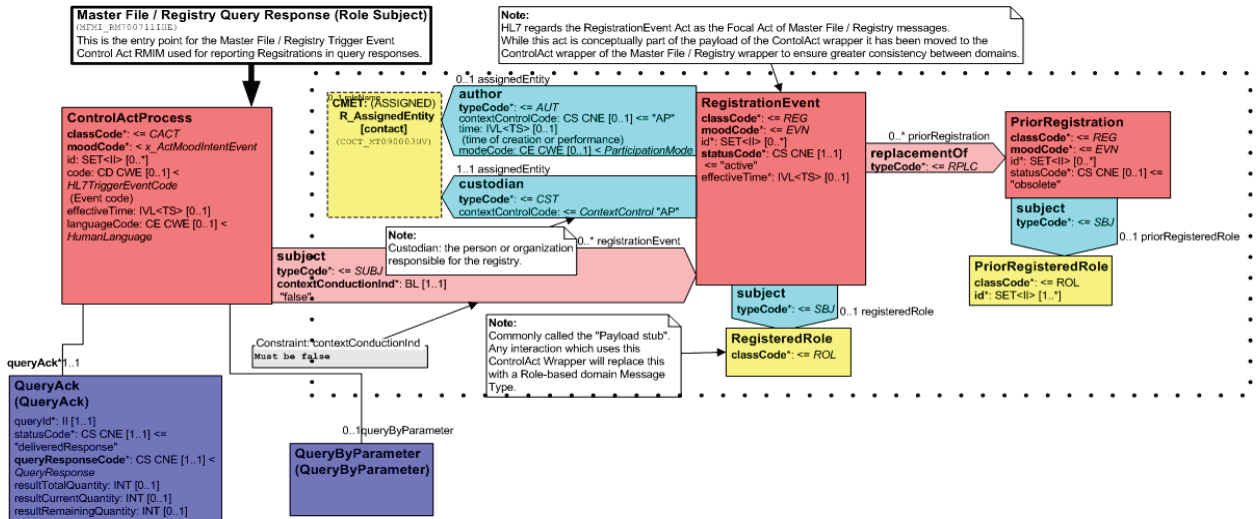 Master File / Registry Query Response (Role Subject)
(MFMI_RM700711IHE)
This is the entry point for the Master File / Registry Trigger Event
Control Act RMIM used for reporting Regsitrations in query responses.
Note:
HL7 regards the RegistrationEvent Act as the Focal Act of Master File / Registry messages.
While this act is conceptually part of the payload of the ContolAct wrapper it has been moved to the
ControlAct wrapper of the Master File / Registry wrapper to ensure greater consistency between domains.
ControlActProcess
classCode*: <= CACT
moodCode*: < x_ActMoodIntentEvent
id: SET<II> [0..*]
code: CD CWE [0..1] <
HL7TriggerEventCode
(Event code)
effectiveTime: IVL<TS> [0..1]
languageCode: CE CWE [0..1] <
HumanLanguage
0..1 roleName
CMET: (ASSIGNED)
R_AssignedEntity
[contact]
(COCT_MT090003UV)
0..1 assignedEntity
author
typeCode*: <= AUT
contextControlCode: CS CNE [0..1] <= "AP"
time: IVL<TS> [0..1]
(time of creation or performance)
modeCode: CE CWE [0..1] < ParticipationMode
1..1 assignedEntity
custodian
typeCode*: <= CST
contextControlCode: <= ContextControl "AP"
Note:
Custodian: the person or organization
responsible for the registry.
RegistrationEvent
classCode*: <= REG
moodCode*: <= EVN
id*: SET<II> [0..*]
statusCode*: CS CNE [1..1]
<= "active"
effectiveTime*: IVL<TS> [0..1]
0..* priorRegistration
replacementOf
typeCode*: <= RPLC
PriorRegistration
classCode*: <= REG
moodCode*: <= EVN
id*: SET<II> [0..*]
statusCode*: CS CNE [1..1] <=
"obsolete"
subject
typeCode*: <= SBJ
0..1 priorRegisteredRole
PriorRegisteredRole
classCode*: <= ROL
id*: SET<II> [1..*]
0..* registrationEvent
subject
typeCode*: <= SUBJ
contextConductionInd*: BL [1..1]
"false"
subject
typeCode*: <= SBJ
0..1 registeredRole
RegisteredRole
classCode*: <= ROL
Note:
Commonly called the "Payload stub".
Any interaction which uses this
ControlAct Wrapper will replace this
with a Role-based domain Message
Type.
Constraint: contextConductionInd
Must be false
queryAck*1..1
QueryAck
(QueryAck)
queryId*: II [1..1]
statusCode*: CS CNE [1..1] <=
"deliveredResponse"
queryResponseCode*: CS CNE [1..1] <
QueryResponse
resultTotalQuantity: INT [0..1]
resultCurrentQuantity: INT [0..1]
resultRemainingQuantity: INT [0..1]
0..1queryByParameter
QueryByParameter
(QueryByParameter)